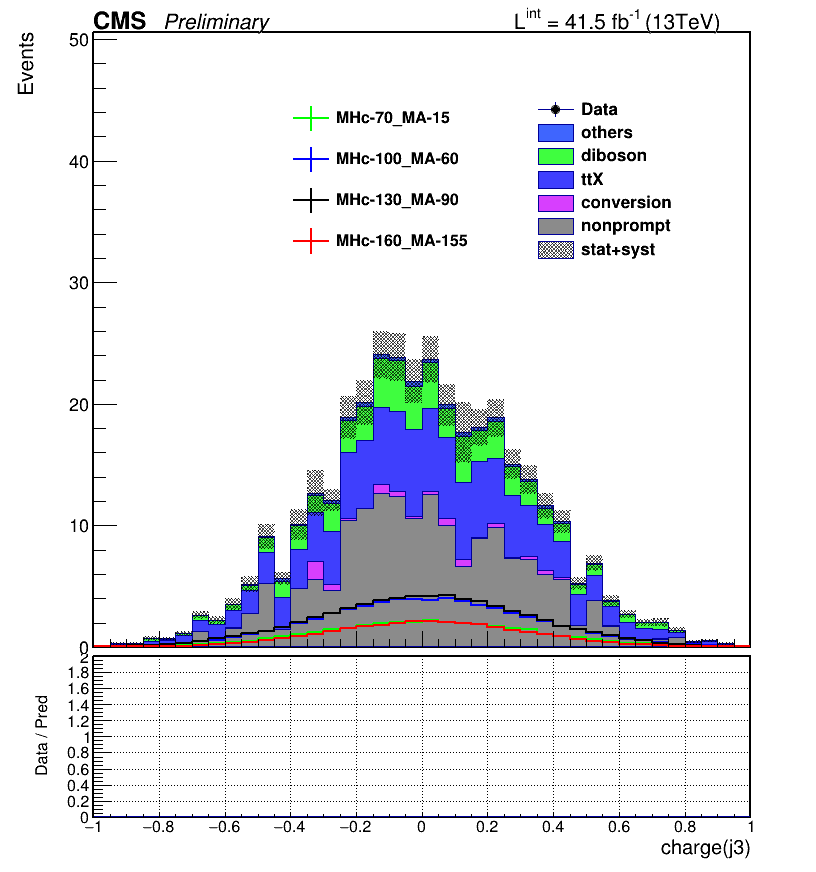 CMS Preliminary L^int = 41.5 fb^-1 (13TeV)
Events
50
40
30
20
10
0
MHc-70_MA-15
MHc-100_MA-60
MHc-130_MA-90
MHc-160_MA-155
Data
others
diboson
ttX
conversion
nonprompt
stat+syst
Data / Pred
2
1.8
1.6
1.4
1.2
1
0.8
0.6
0.4
0.2
0
−1 −0.8 −0.6 −0.4 −0.2 0 0.2 0.4 0.6 0.8 1
charge(j3)